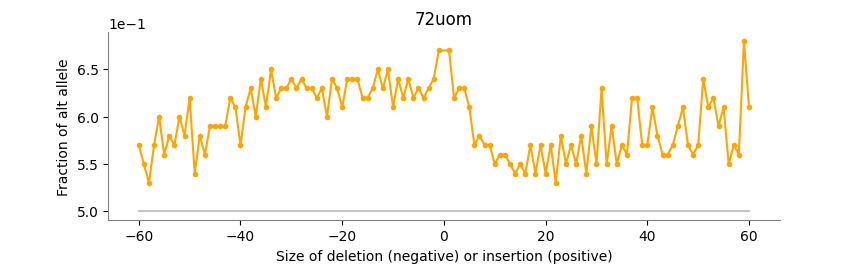 72uom
1e−1
Fraction of alt allele
6.5
6.0
5.5
5.0
−60 −40 −20 0 20 40 60
Size of deletion (negative) or insertion (positive)